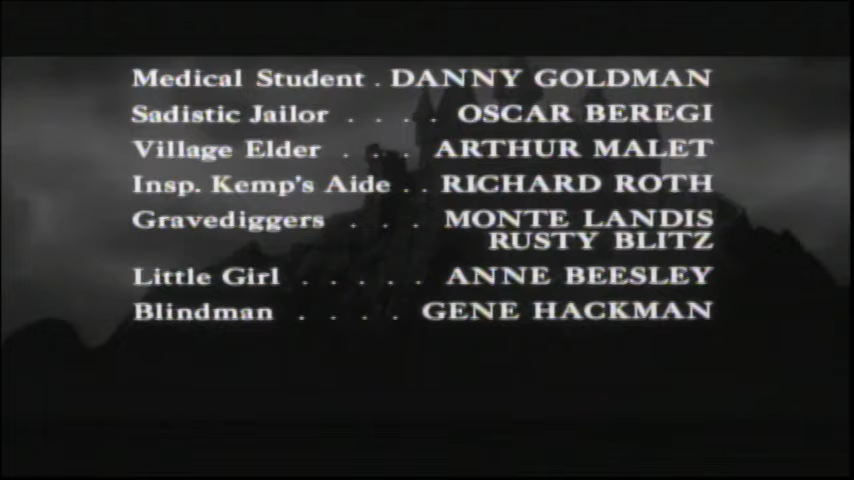 Medical Student . DANNY GOLDMAN
Sadistic Jailor . . . . OSCAR BEREGI
Village Elder . . . ARTHUR MALET
Insp. Kemp's Aide . . RICHARD ROTH
Gravediggers . . . MONTE LANDIS
RUSTY BLITZ
Little Girl . . . . . ANNE BEESLEY
Blindman . . . . GENE HACKMAN